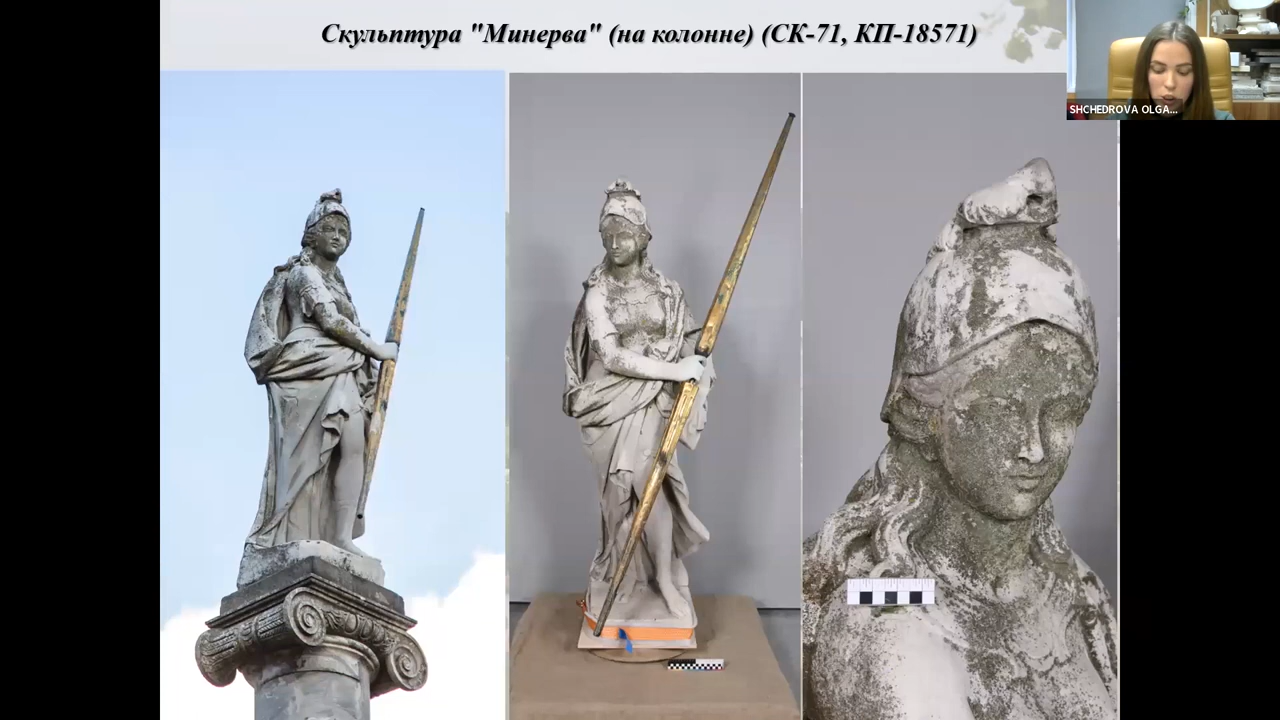 Скульптура "Минерва" (на колонне) (СК-71, КП-18571)
SHCHEDROVA OLGA...